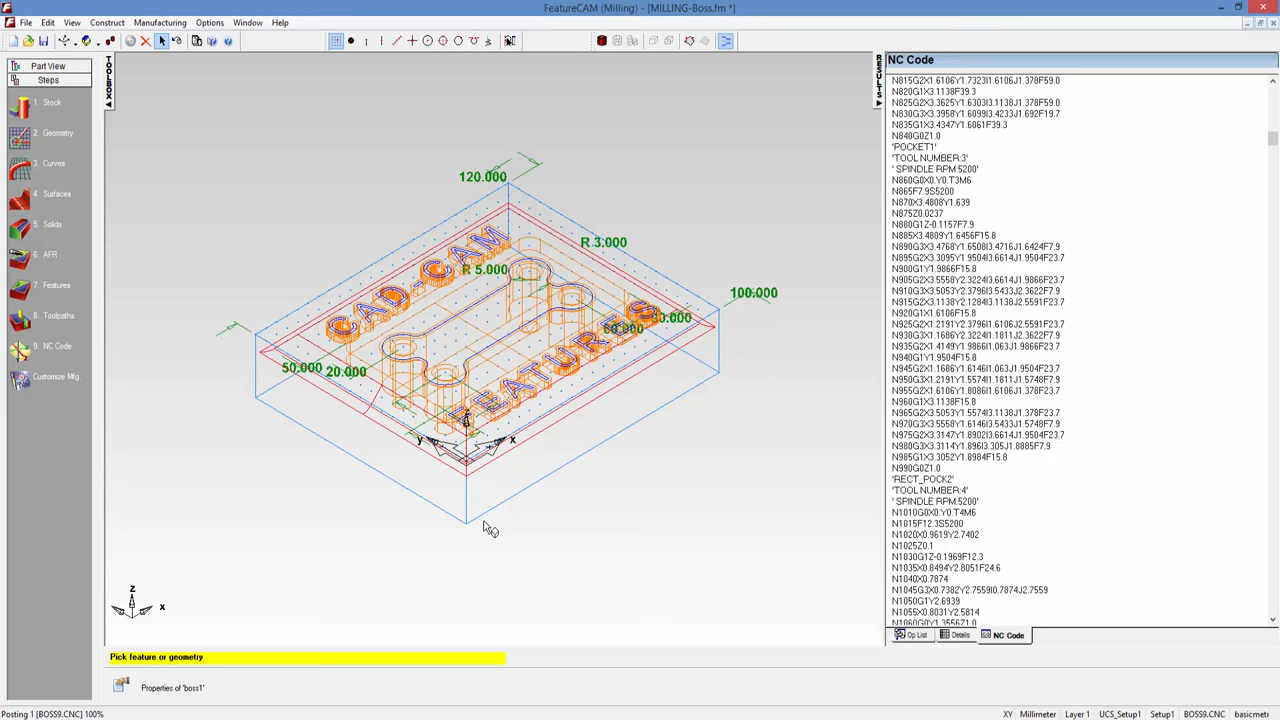 FeatureCAM (Milling) - [MILLING-Boss.fm *]
File Edit View Construct Manufacturing Options Window Help
Part View
Steps
1. Stock
2. Geometry
3. Curves
4. Surfaces
5. Solids
6. AFR
7. Features
8. Toolpaths
9. NC Code
Customize Mfg.
TOOLBOX
RESULTS
120.000
R 3.000
R 5.000
100.000
50.000 20.000
CAD-CAM
FEATURES
y x
z
x
NC Code
N815G2X1.6106Y1.7323I1.6106J1.378F59.0
N820G1X3.1138F39.3
N825G2X3.3625Y1.6303I3.1138J1.378F59.0
N830G3X3.3958Y1.6099I3.4233J1.692F19.7
N835G1X3.4347Y1.6061F39.3
N840G0Z1.0
'POCKET1'
'TOOL NUMBER:3'
' SPINDLE RPM:5200'
N860G0X0.Y0.T3M6
N865F7.9S5200
N870X3.4808Y1.639
N875Z0.0237
N880G1Z-0.1157F7.9
N885X3.4809Y1.6456F15.8
N890G3X3.4768Y1.6508I3.4716J1.6424F7.9
N895G2X3.3095Y1.9504I3.6614J1.9504F23.7
N900G1Y1.9866F15.8
N905G2X3.5558Y2.3224I3.6614J1.9866F23.7
N910G3X3.5053Y2.3796I3.5433J2.3622F7.9
N915G2X3.1138Y2.1284I3.1138J2.5591F23.7
N920G1X1.6106F15.8
N925G2X1.2191Y2.3796I1.6106J2.5591F23.7
N930G3X1.1686Y2.3224I1.1811J2.3622F7.9
N935G2X1.4149Y1.9866I1.063J1.9866F23.7
N940G1Y1.9504F15.8
N945G2X1.1686Y1.6146I1.063J1.9504F23.7
N950G3X1.2191Y1.5574I1.1811J1.5748F7.9
N955G2X1.6106Y1.8086I1.6106J1.378F23.7
N960G1X3.1138F15.8
N965G2X3.5053Y1.5574I3.1138J1.378F23.7
N970G3X3.5558Y1.6146I3.5433J1.5748F7.9
N975G2X3.3147Y1.8902I3.6614J1.9504F23.7
N980G3X3.3114Y1.896I3.305J1.8885F7.9
N985G1X3.3052Y1.8984F15.8
N990G0Z1.0
'RECT_POCK2'
'TOOL NUMBER:4'
' SPINDLE RPM:5200'
N1010G0X0.Y0.T4M6
N1015F12.3S5200
N1020X0.9619Y2.7402
N1025Z0.1
N1030G1Z-0.1969F12.3
N1035X0.8494Y2.8051F24.6
N1040X0.7874
N1045G3X0.7382Y2.7559I0.7874J2.7559
N1050G1Y2.6939
N1055X0.8031Y2.5814
N1060G0Y1.3556Z1.0
Op List Details NC Code
Pick feature or geometry
Properties of 'boss1'
Posting 1 [BOSS9.CNC] 100% XY Millimeter Layer 1 UCS_Setup1 Setup1 BOSS9.CNC basicmetr